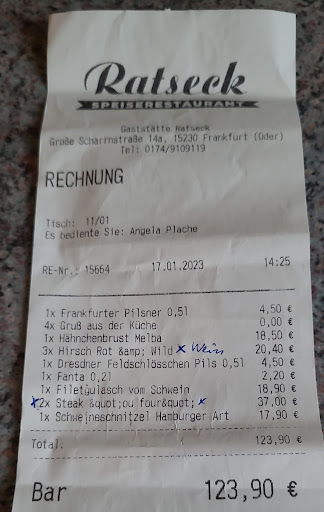 Ratseck
SPEISERESTAURANT
Gaststätte Ratseck
Große Scharrnstraße 14a, 15230 Frankfurt (Oder)
Tel: 0174/9109119
RECHNUNG
Tisch: 11/01
Es bediente Sie: Angela Plache
RE-Nr.: 15664 17.01.2023 14:25
1x Frankfurter Pilsner 0,5l 4,50 €
4x Gruß aus der Küche 0,00 €
1x Hähnchenbrust Melba 18,50 €
3x Hirsch Rot &amp; Wild x Wein 20,40 €
1x Dresdner Feldschlösschen Pils 0,5l 4,50 €
1x Fanta 0,2l 2,20 €
1x Filetgulasch vom Schwein 18,90 €
x 2x Steak &quot;ou four&quot; x 37,00 €
1x Schweineschnitzel Hamburger Art 17,90 €
Total: 123,90 €
Bar 123,90 €